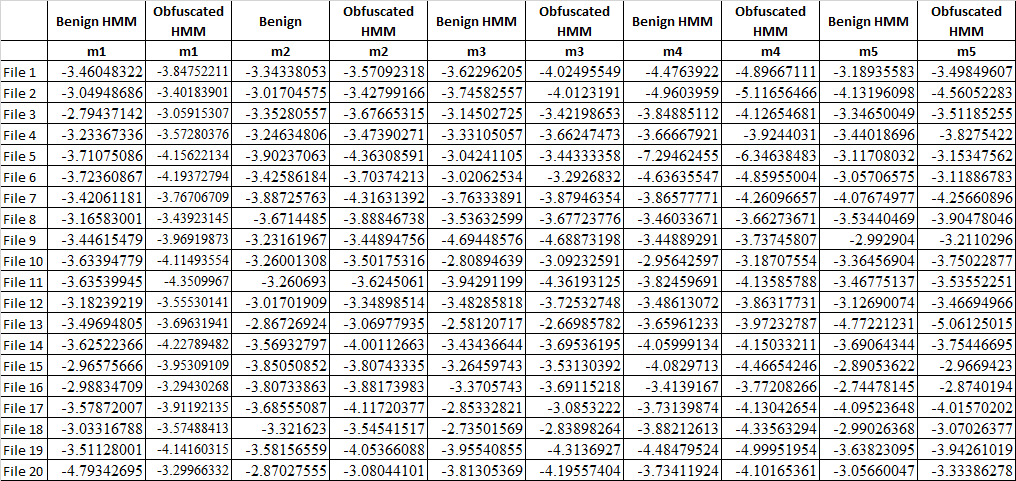 Benign HMM Obfuscated HMM Benign Obfuscated HMM Benign HMM Obfuscated HMM Benign HMM Obfuscated HMM Benign HMM Obfuscated HMM
m1 m1 m2 m2 m3 m3 m4 m4 m5 m5
File 1 -3.46048322 -3.84752211 -3.34338053 -3.57092318 -3.62296205 -4.02495549 -4.4763922 -4.89667111 -3.18935583 -3.49849607
File 2 -3.04948686 -3.40183901 -3.01704575 -3.42799166 -3.74582557 -4.0123191 -4.9603959 -5.11656466 -4.13196098 -4.56052283
File 3 -2.79437142 -3.05915307 -3.35280557 -3.67665315 -3.14502725 -3.42198653 -3.84885112 -4.12654681 -3.34650049 -3.51185255
File 4 -3.23367336 -3.57280376 -3.24634806 -3.47390271 -3.33105057 -3.66247473 -3.66667921 -3.9244031 -3.44018696 -3.8275422
File 5 -3.71075086 -4.15622134 -3.90237063 -4.36308591 -3.04241105 -3.44333358 -7.29462455 -6.34638483 -3.11708032 -3.15347562
File 6 -3.72360867 -4.19372794 -3.42586184 -3.70374213 -3.02062534 -3.2926832 -4.63635547 -4.85955004 -3.05706575 -3.11886783
File 7 -3.42061181 -3.76706709 -3.88725763 -4.31631392 -3.76333891 -3.87946354 -3.86577771 -4.26096657 -4.07674977 -4.25660896
File 8 -3.16583001 -3.43923145 -3.6714485 -3.88846738 -3.53632599 -3.67723776 -3.46033671 -3.66273671 -3.53440469 -3.90478046
File 9 -3.44615479 -3.96919873 -3.23161967 -3.44894756 -4.69448576 -4.68873198 -3.44889291 -3.73745807 -2.992904 -3.2110296
File 10 -3.63394779 -4.11493554 -3.26001308 -3.50175316 -2.80894639 -3.09232591 -2.95642597 -3.18707554 -3.36456904 -3.75022877
File 11 -3.63539945 -4.3509967 -3.260693 -3.6245061 -3.94291199 -4.36193125 -3.82459691 -4.13585788 -3.46775137 -3.53552251
File 12 -3.18239219 -3.55530141 -3.01701909 -3.34898514 -3.48285818 -3.72532748 -3.48613072 -3.86317731 -3.12690074 -3.46694966
File 13 -3.49694805 -3.69631941 -2.86726924 -3.06977935 -2.58120717 -2.66985782 -3.65961233 -3.97232787 -4.77221231 -5.06125015
File 14 -3.62522366 -4.22789482 -3.56932797 -4.00112663 -3.43436644 -3.69536195 -4.05999134 -4.15033211 -3.69064344 -3.75446695
File 15 -2.96575666 -3.95309109 -3.85050852 -3.80743335 -3.26459743 -3.53130392 -4.0829713 -4.46654246 -2.89053622 -2.9669423
File 16 -2.98834709 -3.29430268 -3.80733863 -3.88173983 -3.3705743 -3.69115218 -3.4139167 -3.77208266 -2.74478145 -2.8740194
File 17 -3.57872007 -3.91192135 -3.68555087 -4.11720377 -2.85332821 -3.0853222 -3.73139874 -4.13042654 -4.09523648 -4.01570202
File 18 -3.03316788 -3.57488413 -3.321623 -3.54541517 -2.73501569 -2.83898264 -3.88212613 -4.33563294 -2.99026368 -3.07026377
File 19 -3.51128001 -4.14160315 -3.58156559 -4.05366088 -3.95540855 -4.3136927 -4.48479524 -4.99951954 -3.63823095 -3.94261019
File 20 -4.79342695 -3.29966332 -2.87027555 -3.08044101 -3.81305369 -4.19557404 -3.73411924 -4.10165361 -3.05660047 -3.33386278